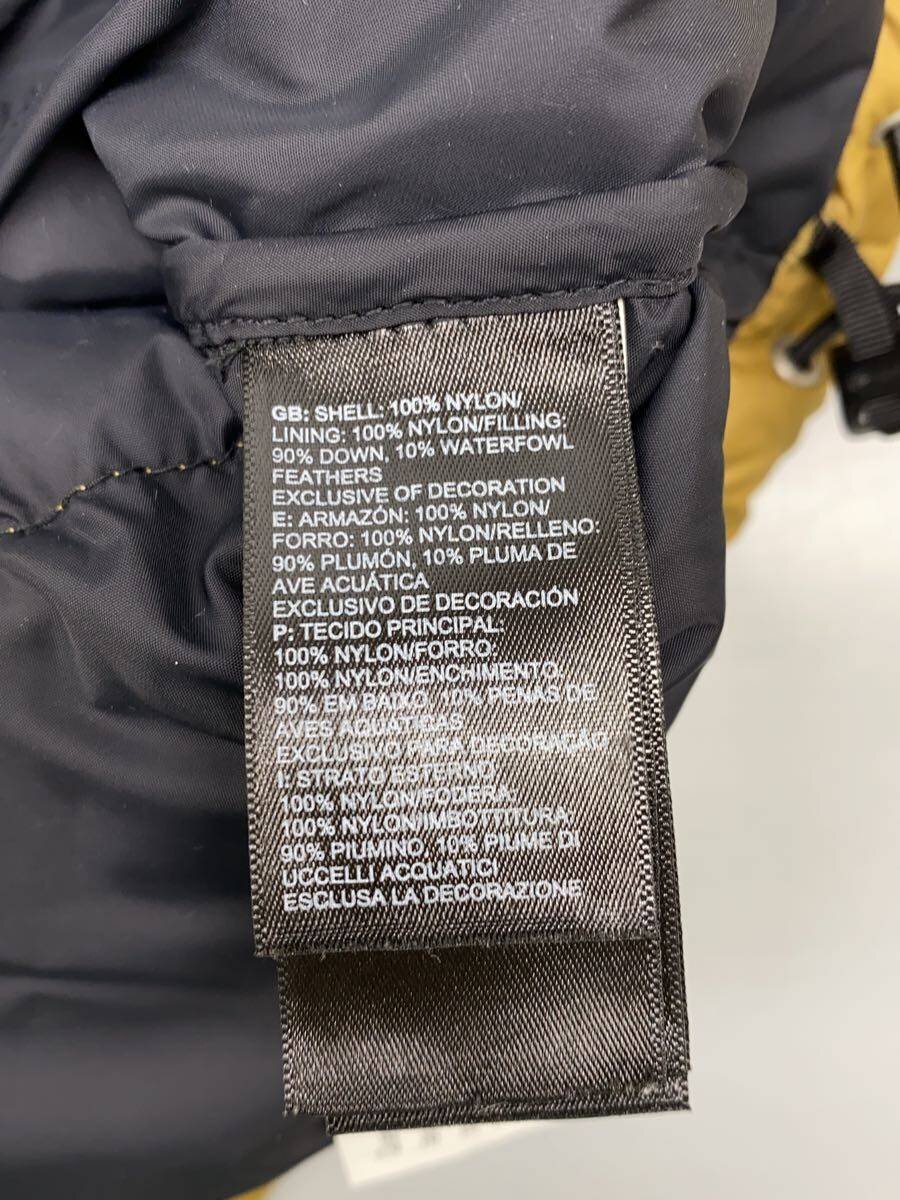 GB: SHELL: 100% NYLON/
LINING: 100% NYLON/FILLING:
90% DOWN, 10% WATERFOWL
FEATHERS
EXCLUSIVE OF DECORATION
E: ARMAZÓN: 100% NYLON/
FORRO: 100% NYLON/RELLENO:
90% PLUMÓN, 10% PLUMA DE
AVE ACUÁTICA
EXCLUSIVO DE DECORACIÓN
P: TECIDO PRINCIPAL:
100% NYLON/FORRO:
100% NYLON/ENCHIMENTO,
90% EM BAIXO, 10% PENAS DE
AVES AQUATICAS
EXCLUSIVO PARA DECORAÇÃO
I. STRATO ESTERNO
100% NYLON/FODERA
100% NYLON/IMBOTTITURA:
90% PIUMINO, 10% PIUME DI
UCCELLI ACQUATICI
ESCLUSA LA DECORAZIONE